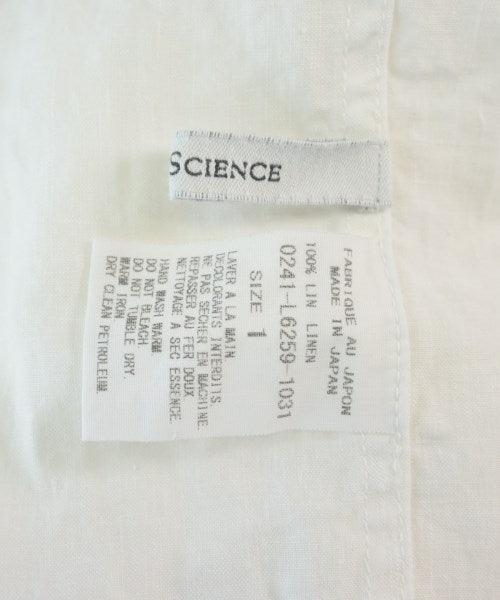 SCIENCE
FABRIQUE AU JAPON
MADE IN JAPAN
100% LIN LINEN
0241-L6259-1031
SIZE 1
LAVER A LA MAIN.
DECOLORANTS INTERDITS.
NE PAS SECHER EN MACHINE.
REPASSER AU FER DOUX.
NETTOYAGE A SEC ESSENCE.
HAND WASH WARM
DO NOT BLEACH
DO NOT TUMBLE DRY.
WARM IRON
DRY CLEAN PETROLEUM